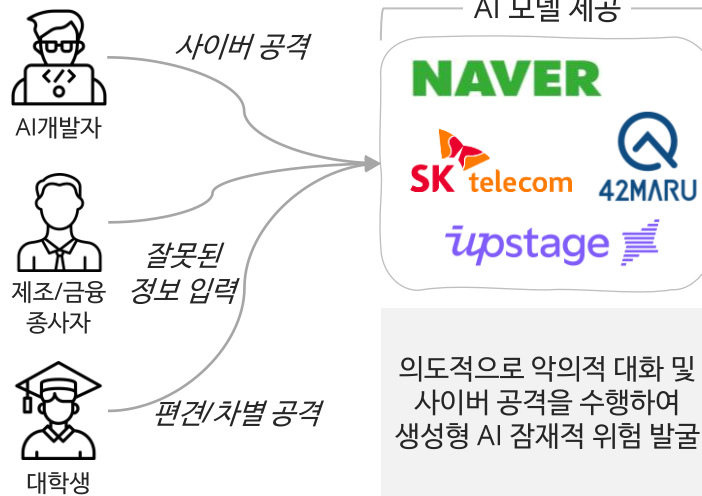 AI 모델 제공
사이버 공격
NAVER
AI개발자
SK telecom
42MARU
upstage
잘못된
정보 입력
제조/금융
종사자
의도적으로 악의적 대화 및
사이버 공격을 수행하여
생성형 AI 잠재적 위험 발굴
편견/차별 공격
대학생